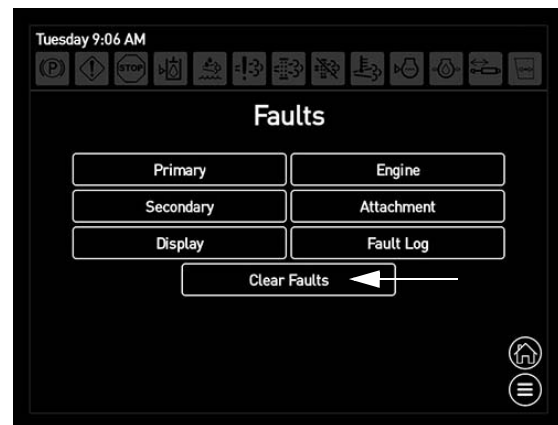 Tuesday 9:06 AM
P
STOP
Faults
Primary
Engine
Secondary
Attachment
Display
Fault Log
Clear Faults